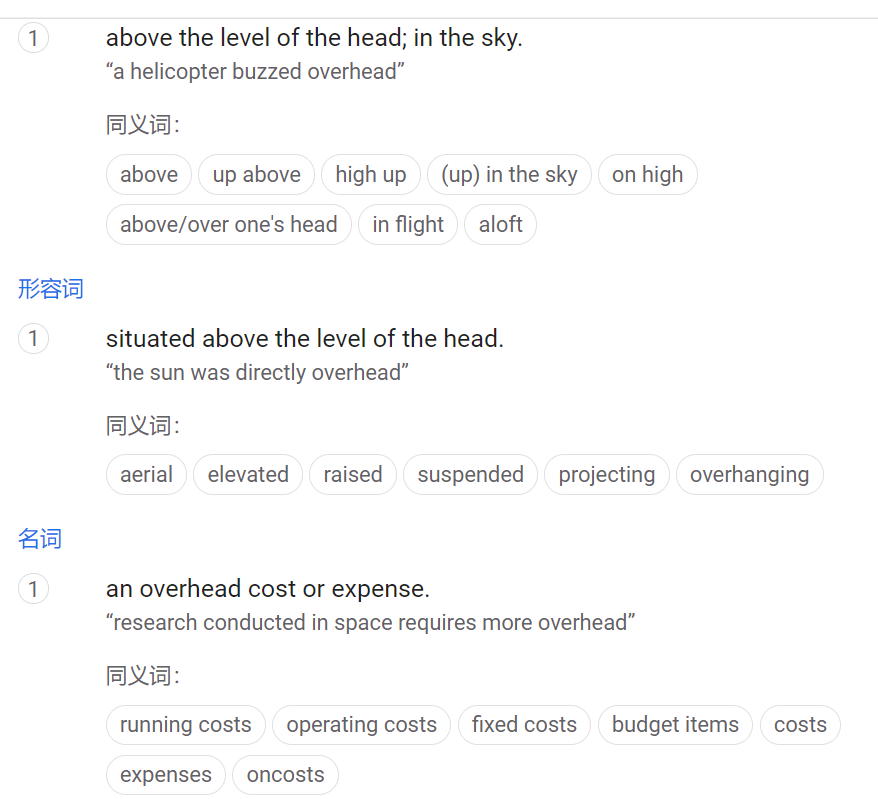 1 above the level of the head; in the sky.
“a helicopter buzzed overhead”
同义词：
above up above high up (up) in the sky on high
above/over one's head in flight aloft
形容词
1 situated above the level of the head.
“the sun was directly overhead”
同义词：
aerial elevated raised suspended projecting overhanging
名词
1 an overhead cost or expense.
“research conducted in space requires more overhead”
同义词：
running costs operating costs fixed costs budget items costs
expenses oncosts